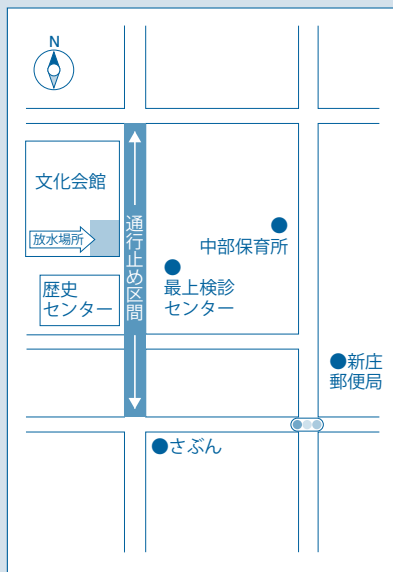 N
文化会館
放水場所
通行止め区間
中部保育所
最上検診
センター
歴史
センター
新庄
郵便局
さぶん